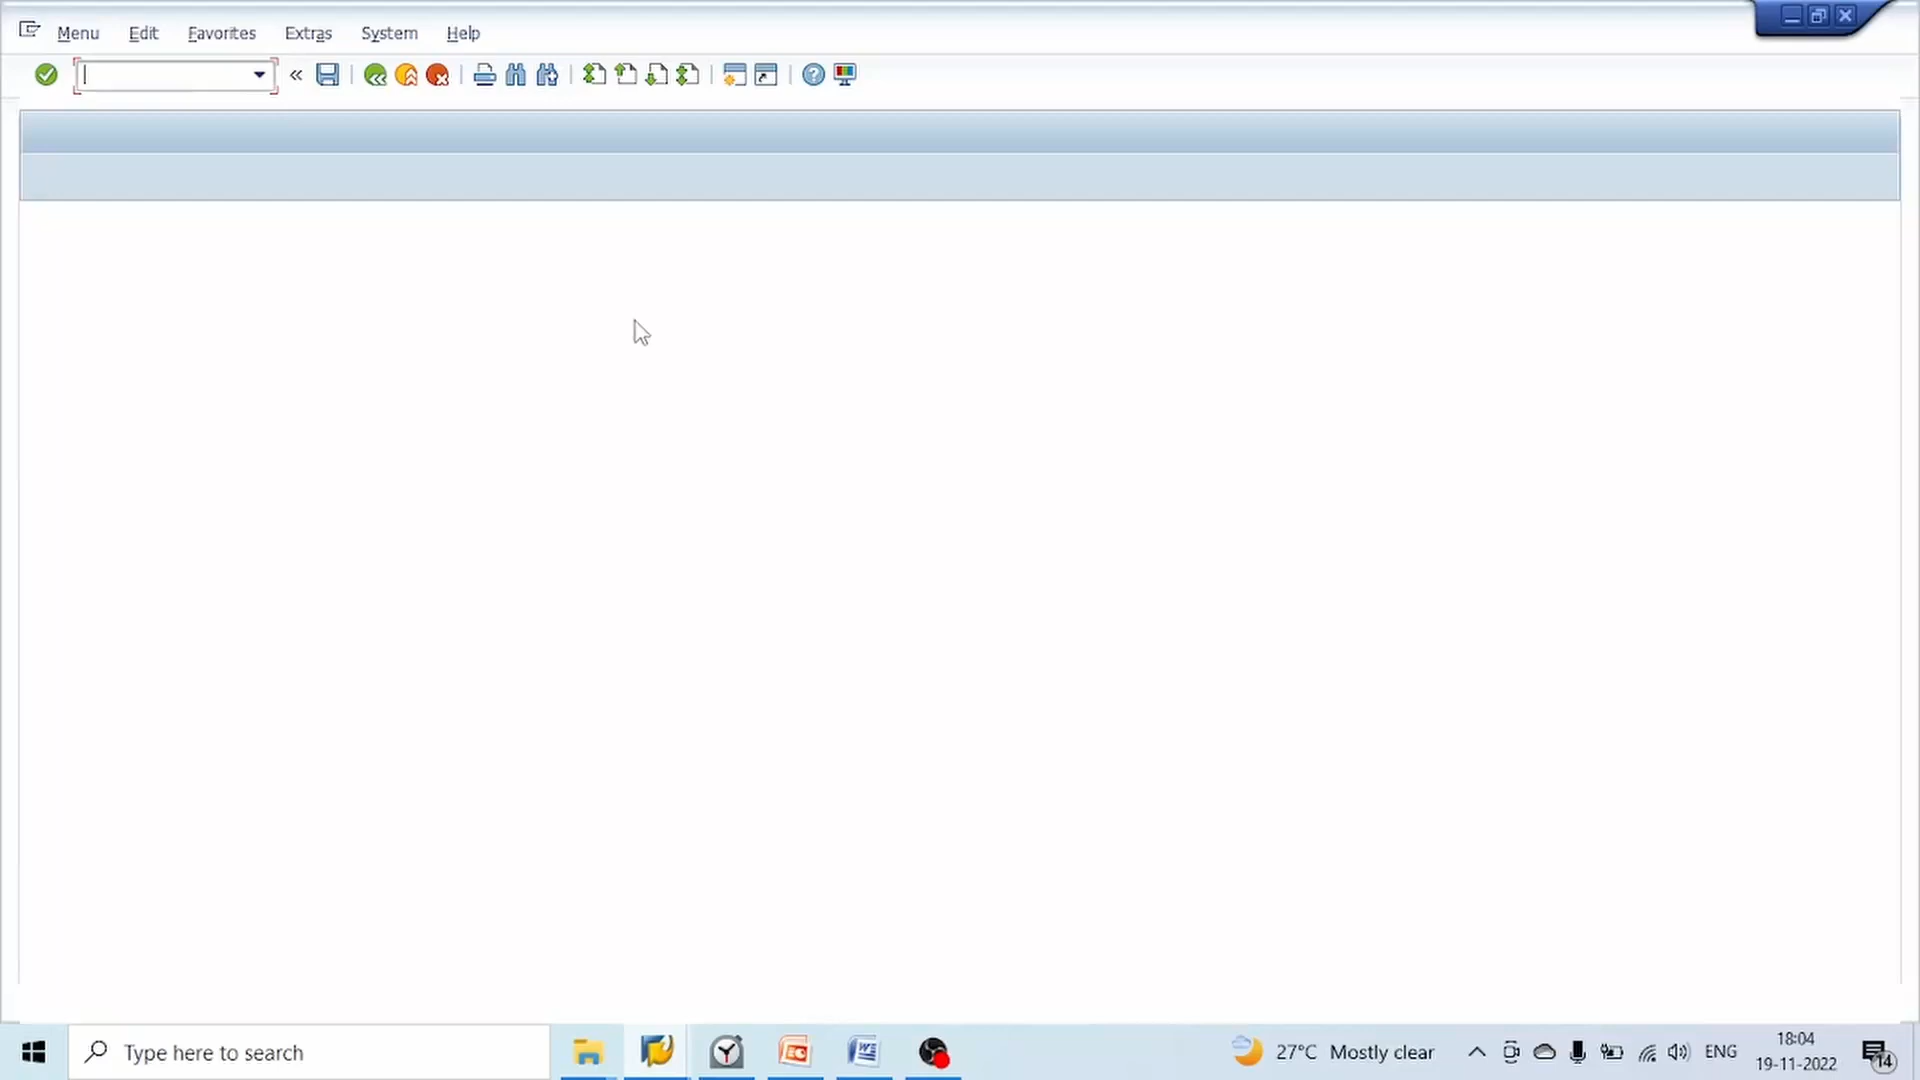 Menu Edit Favorites Extras System Help
Type here to search
27°C Mostly clear
ENG
18:04
19-11-2022
14